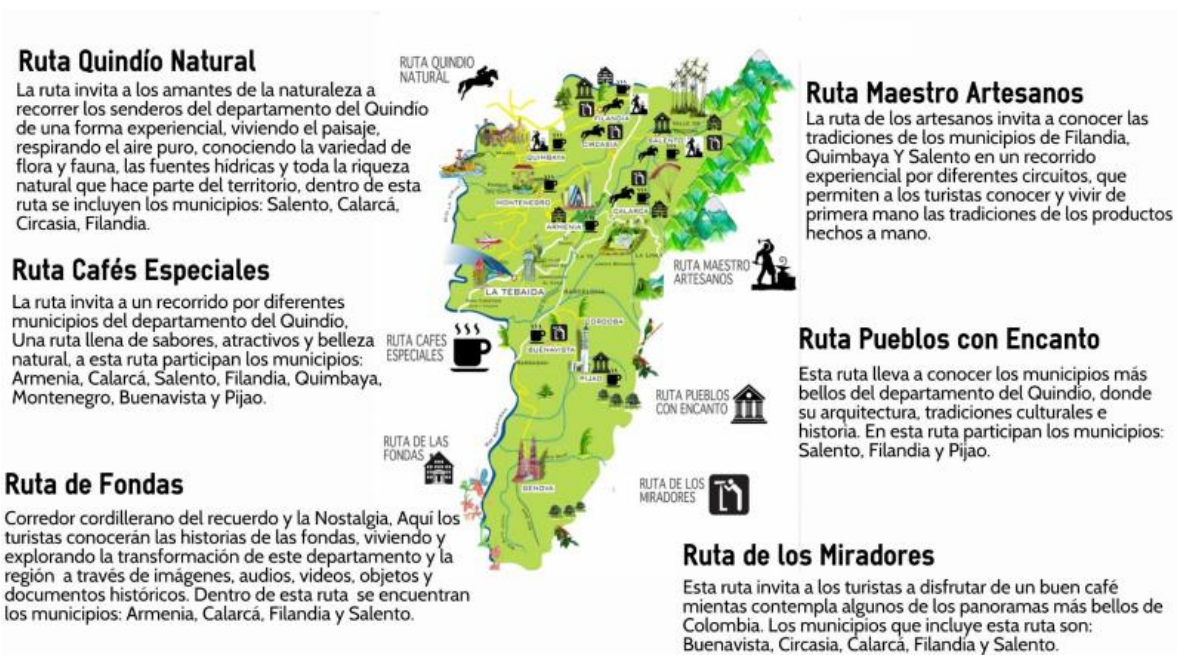 Ruta Quindío Natural
La ruta invita a los amantes de la naturaleza a
recorrer los senderos del departamento del Quindío
de una forma experiencial, viviendo el paisaje,
respirando el aire puro, conociendo la variedad de
flora y fauna, las fuentes hídricas y toda la riqueza
natural que hace parte del territorio, dentro de esta
ruta se incluyen los municipios: Salento, Calarcá,
Circasia, Filandia.
Ruta Cafés Especiales
La ruta invita a un recorrido por diferentes
municipios del departamento del Quindío,
Una ruta llena de sabores, atractivos y belleza
natural, a esta ruta participan los municipios:
Armenia, Calarcá, Salento, Filandia, Quimbaya,
Montenegro, Buenavista y Pijao.
Ruta de Fondas
Corredor cordillerano del recuerdo y la Nostalgia, Aquí los
turistas conocerán las historias de las fondas, viviendo y
explorando la transformación de este departamento y la
región a través de imágenes, audios, videos, objetos y
documentos históricos. Dentro de esta ruta se encuentran
los municipios: Armenia, Calarcá, Filandia y Salento.
RUTA QUINDIO
NATURAL
FILANDIA
CIRCASIA
SALENTO
QUIMBAYA
MONTENEGRO
CALARCA
ARMENIA
LA TEBAIDA
LA LINEA
BARCELONA
CORDOBA
BUENAVISTA
PIJAO
GENOVA
RUTA CAFES
ESPECIALES
RUTA DE LAS
FONDAS
RUTA MAESTRO
ARTESANOS
RUTA PUEBLOS
CON ENCANTO
RUTA DE LOS
MIRADORES
Ruta Maestro Artesanos
La ruta de los artesanos invita a conocer las
tradiciones de los municipios de Filandia,
Quimbaya Y Salento en un recorrido
experiencial por diferentes circuitos, que
permiten a los turistas conocer y vivir de
primera mano las tradiciones de los productos
hechos a mano.
Ruta Pueblos con Encanto
Esta ruta lleva a conocer los municipios más
bellos del departamento del Quindío, donde
su arquitectura, tradiciones culturales e
historia. En esta ruta participan los municipios:
Salento, Filandia y Pijao.
Ruta de los Miradores
Esta ruta invita a los turistas a disfrutar de un buen café
mientas contempla algunos de los panoramas más bellos de
Colombia. Los municipios que incluye esta ruta son:
Buenavista, Circasia, Calarcá, Filandia y Salento.